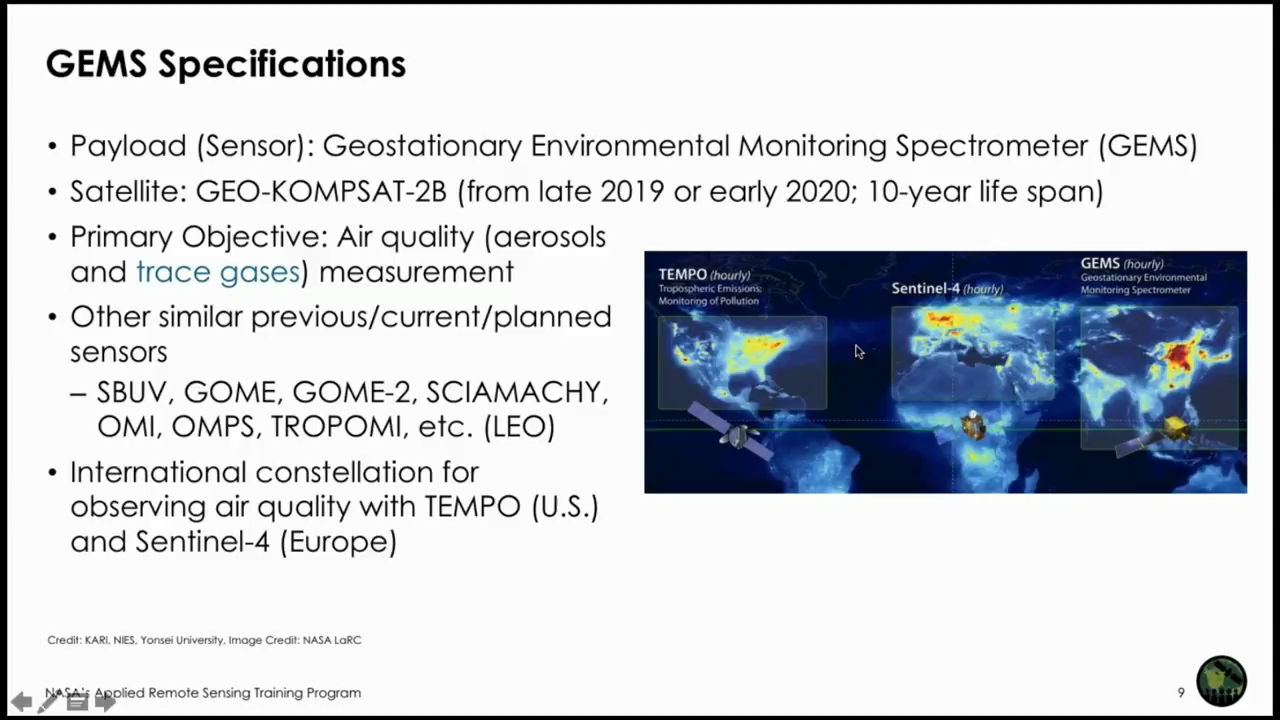 GEMS Specifications
• Payload (Sensor): Geostationary Environmental Monitoring Spectrometer (GEMS)
• Satellite: GEO-KOMPSAT-2B (from late 2019 or early 2020; 10-year life span)
• Primary Objective: Air quality (aerosols
and trace gases) measurement
• Other similar previous/current/planned
sensors
– SBUV, GOME, GOME-2, SCIAMACHY,
OMI, OMPS, TROPOMI, etc. (LEO)
• International constellation for
observing air quality with TEMPO (U.S.)
and Sentinel-4 (Europe)
TEMPO (hourly)
Tropospheric Emissions:
Monitoring of Pollution
Sentinel-4 (hourly)
GEMS (hourly)
Geostationary Environmental
Monitoring Spectrometer
Credit: KARI, NIES, Yonsei University, Image Credit: NASA LaRC
NASA's Applied Remote Sensing Training Program
9